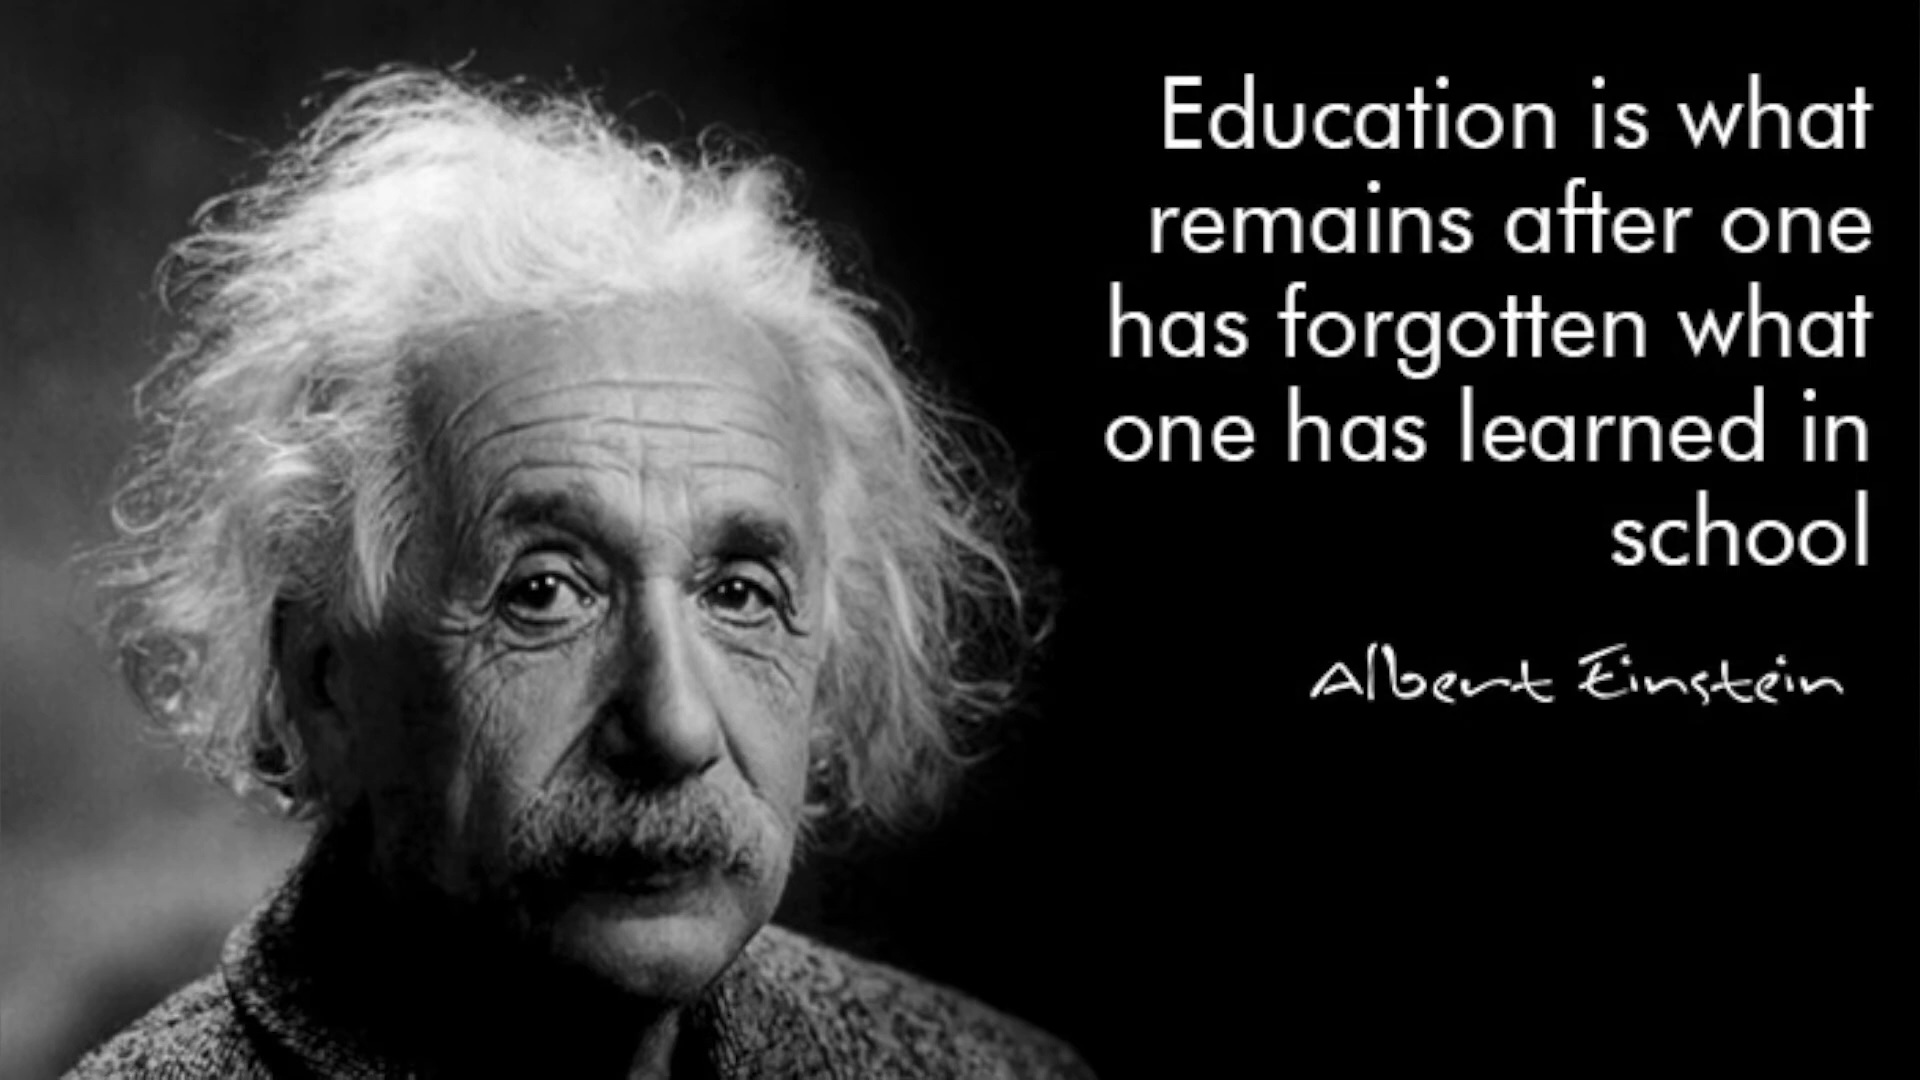 Education is what
remains after one
has forgotten what
one has learned in
school
Albert Einstein